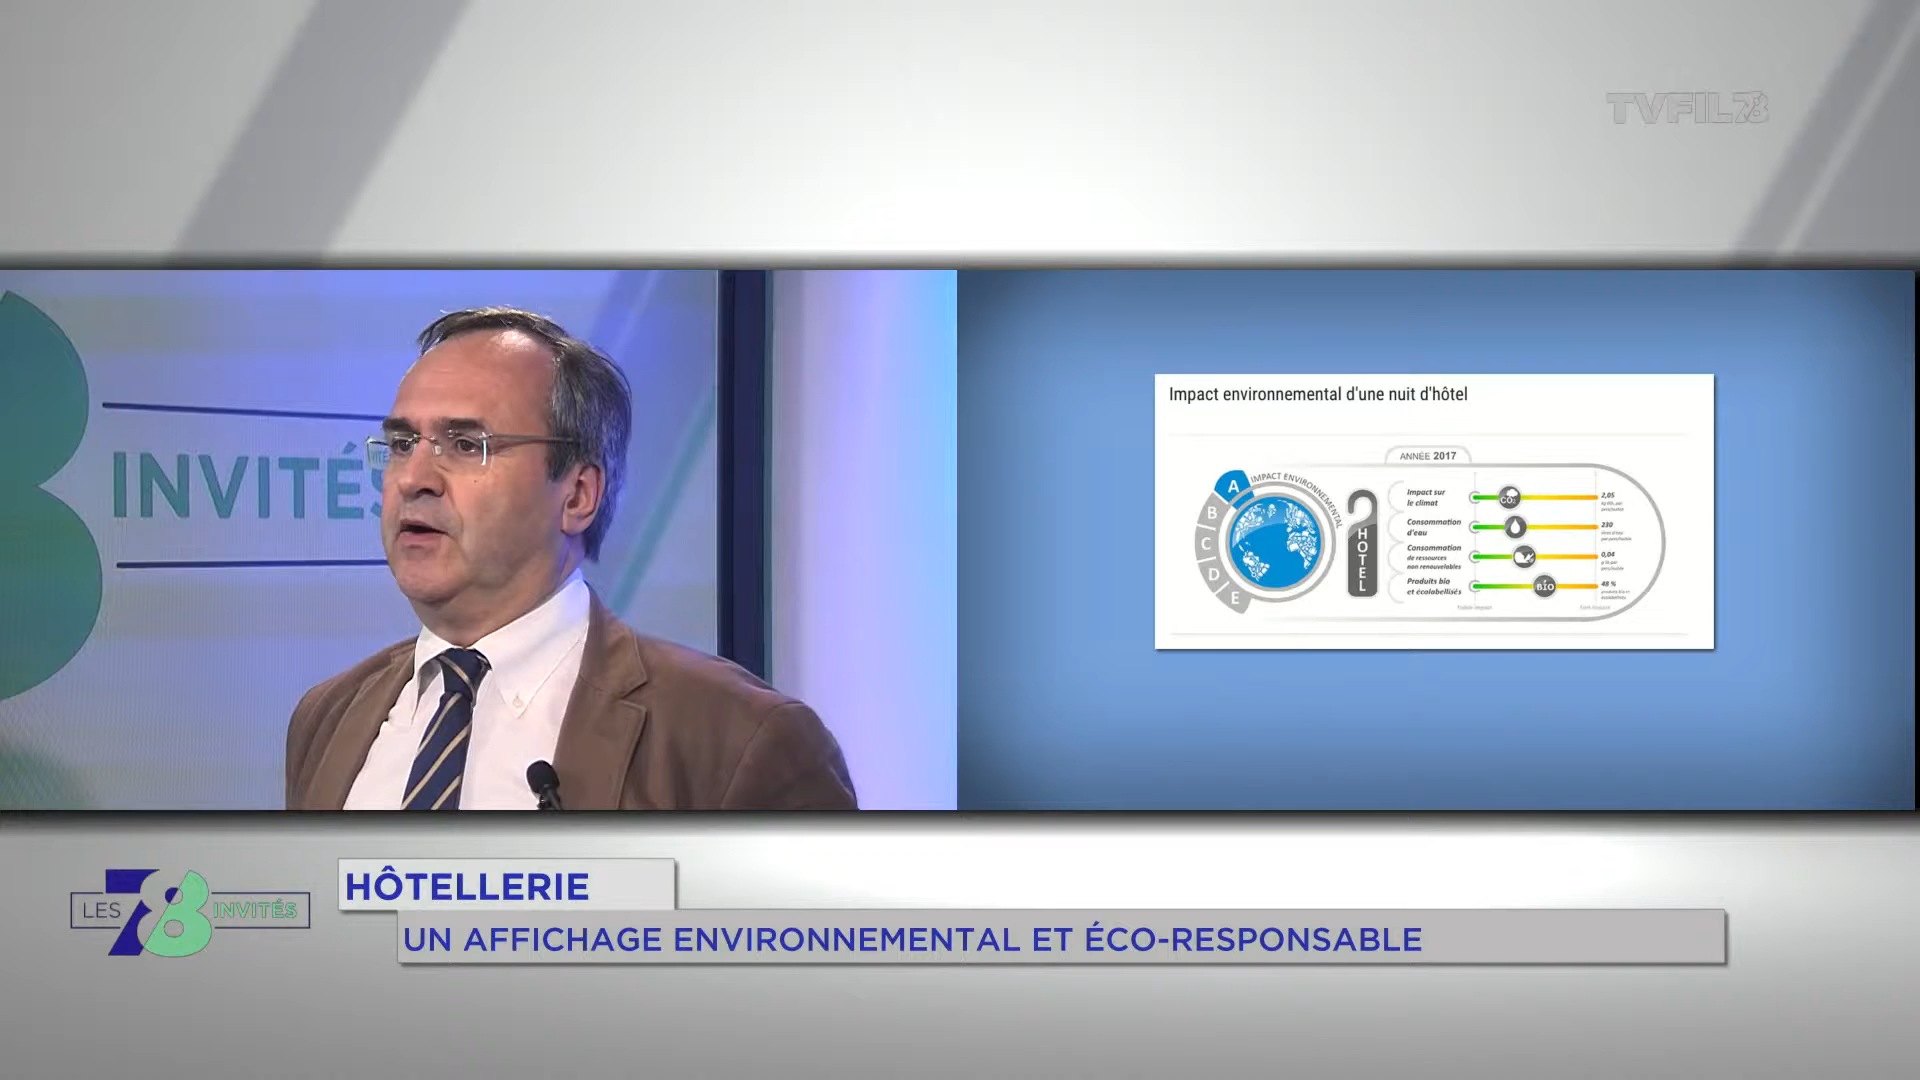 TVFIL78
INVITÉS
Impact environnemental d'une nuit d'hôtel
ANNÉE 2017
IMPACT ENVIRONNEMENTAL
A
B
C
D
E
HOTEL
Impact sur
le climat
CO2
2,05
Consommation
d'eau
230
Consommation
de ressources
non renouvelables
0,04
Produits bio
et écolabellisés
BIO
48 %
LES 78 INVITÉS
HÔTELLERIE
UN AFFICHAGE ENVIRONNEMENTAL ET ÉCO-RESPONSABLE